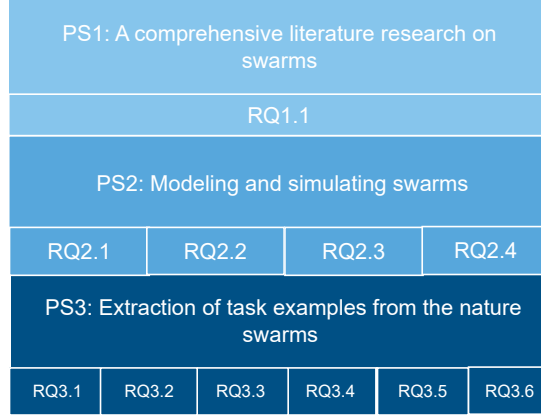 PS1: A comprehensive literature research on
swarms
RQ1.1
PS2: Modeling and simulating swarms
RQ2.1 RQ2.2 RQ2.3 RQ2.4
PS3: Extraction of task examples from the nature
swarms
RQ3.1 RQ3.2 RQ3.3 RQ3.4 RQ3.5 RQ3.6